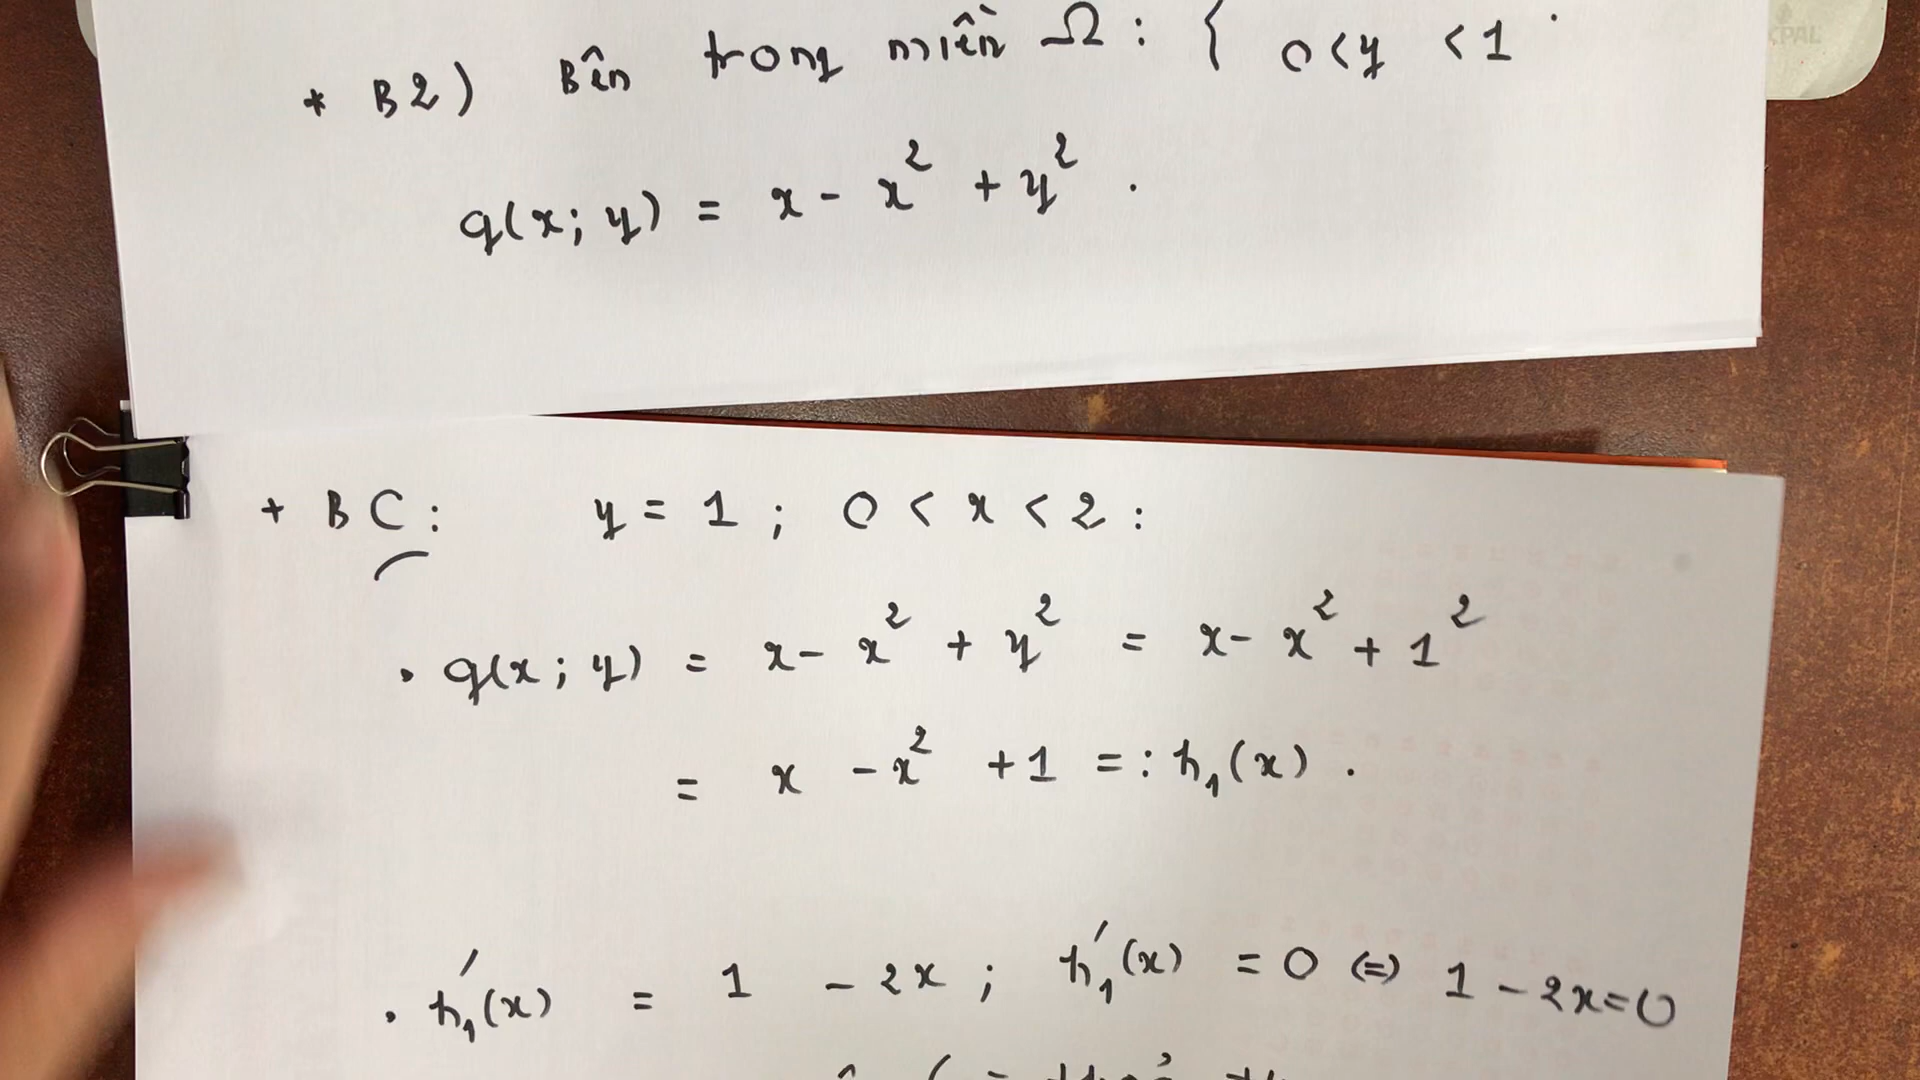 * B2) Bên trong miền Ω : { 0 < y < 1 .
g(x; y) = x - x² + y² .
+ BC : y = 1 ; 0 < x < 2 :
• g(x; y) = x - x² + y² = x - x² + 1²
= x - x² + 1 =: h₁(x) .
• h₁'(x) = 1 - 2x ; h₁'(x) = 0 (=) 1 - 2x = 0